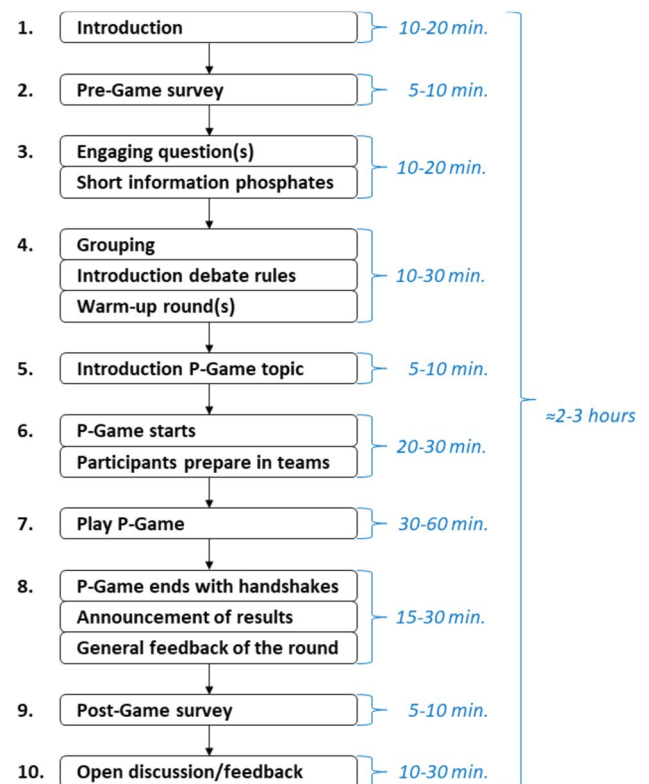 1. Introduction 10-20 min.
2. Pre-Game survey 5-10 min.
3. Engaging question(s)
Short information phosphates
10-20 min.
4. Grouping
Introduction debate rules 10-30 min.
Warm-up round(s)
5. Introduction P-Game topic 5-10 min.
≈2-3 hours
6. P-Game starts
Participants prepare in teams
20-30 min.
7. Play P-Game 30-60 min.
8. P-Game ends with handshakes
Announcement of results 15-30 min.
General feedback of the round
9. Post-Game survey 5-10 min.
10. Open discussion/feedback 10-30 min.